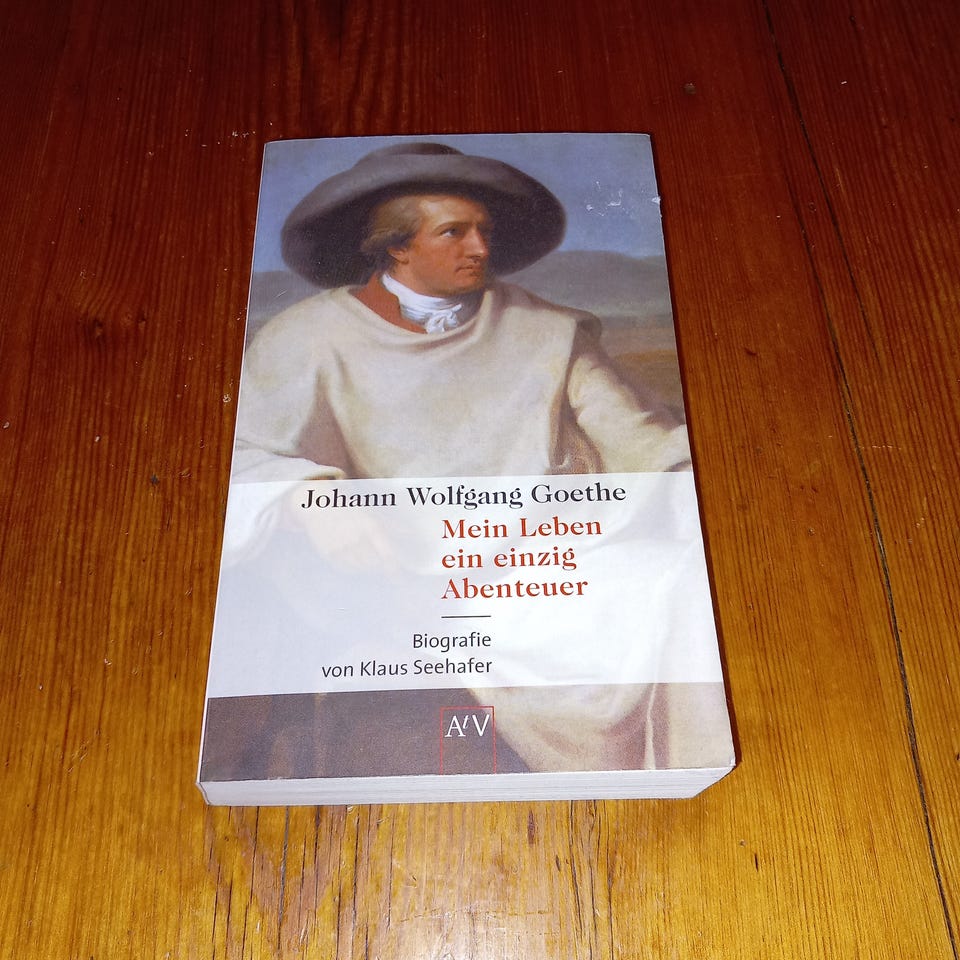 Johann Wolfgang Goethe
Mein Leben
ein einzig
Abenteuer
Biografie
von Klaus Seehafer
AtV